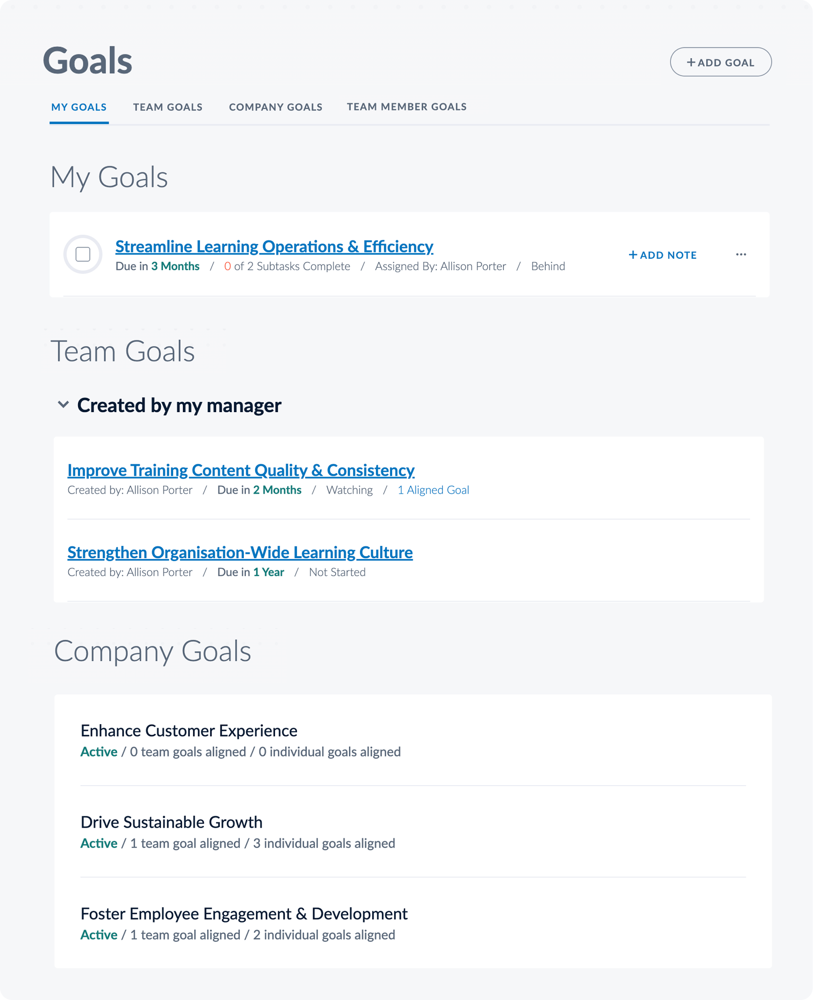 Goals
+ ADD GOAL
MY GOALS TEAM GOALS COMPANY GOALS TEAM MEMBER GOALS
My Goals
Streamline Learning Operations & Efficiency
Due in 3 Months / 0 of 2 Subtasks Complete / Assigned By: Allison Porter / Behind
+ ADD NOTE ...
Team Goals
Created by my manager
Improve Training Content Quality & Consistency
Created by: Allison Porter / Due in 2 Months / Watching / 1 Aligned Goal
Strengthen Organisation-Wide Learning Culture
Created by: Allison Porter / Due in 1 Year / Not Started
Company Goals
Enhance Customer Experience
Active / 0 team goals aligned / 0 individual goals aligned
Drive Sustainable Growth
Active / 1 team goal aligned / 3 individual goals aligned
Foster Employee Engagement & Development
Active / 1 team goal aligned / 2 individual goals aligned